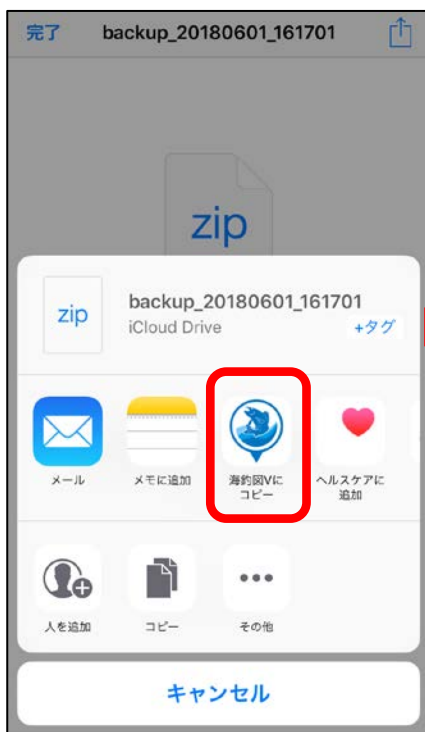 完了 backup_20180601_161701
zip
zip
backup_20180601_161701
iCloud Drive
+タグ
メール
メモに追加
海釣図Vに
コピー
ヘルスケアに
追加
人を追加
コピー
その他
キャンセル